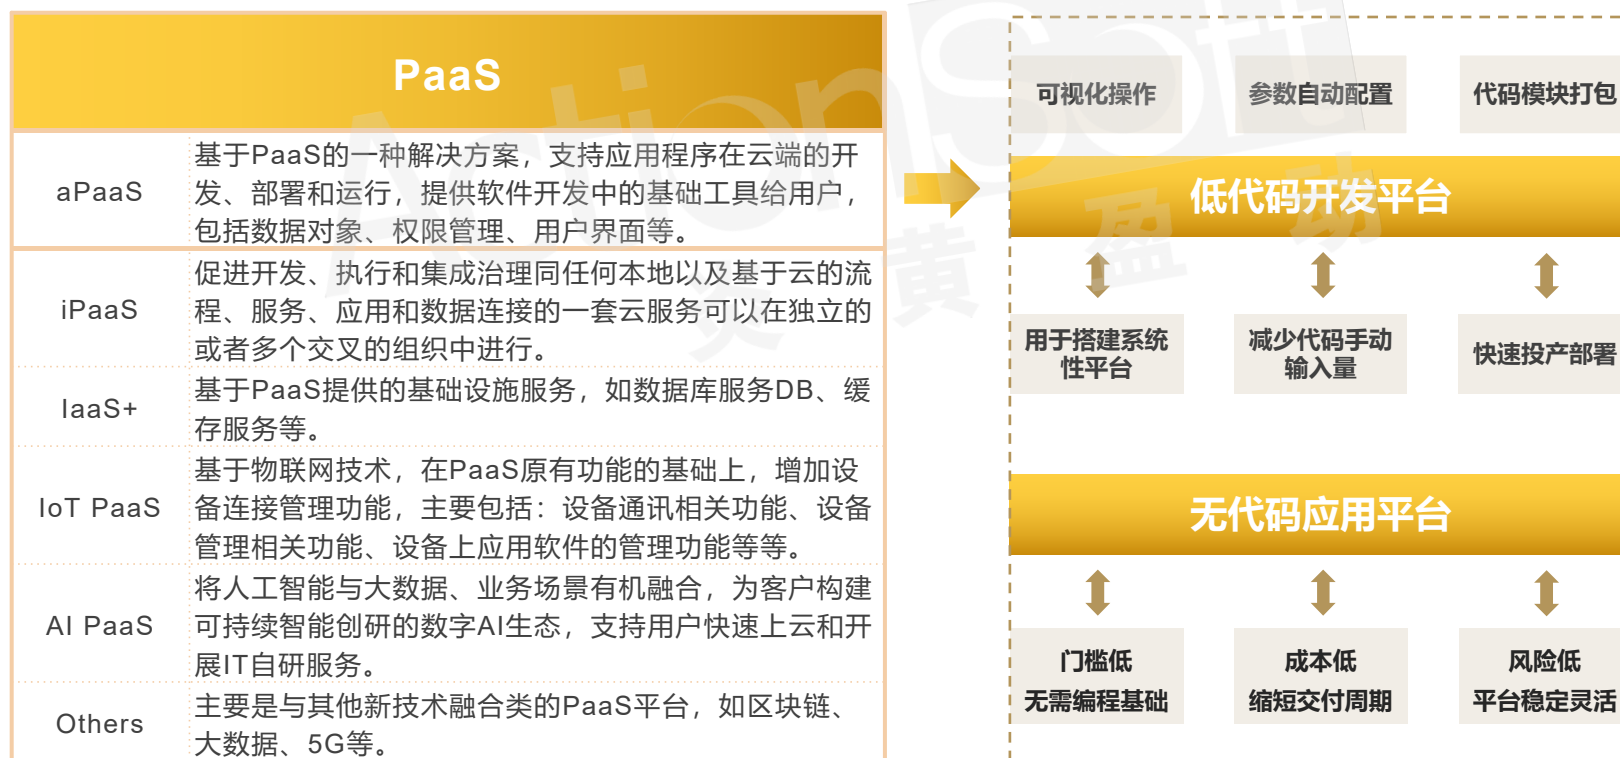 PaaS
aPaaS
基于PaaS的一种解决方案，支持应用程序在云端的开
发、部署和运行，提供软件开发中的基础工具给用户，
包括数据对象、权限管理、用户界面等。
iPaaS
促进开发、执行和集成治理同任何本地以及基于云的流
程、服务、应用和数据连接的一套云服务可以在独立的
或者多个交叉的组织中进行。
IaaS+
基于PaaS提供的基础设施服务，如数据库服务DB、缓
存服务等。
IoT PaaS
基于物联网技术，在PaaS原有功能的基础上，增加设
备连接管理功能，主要包括：设备通讯相关功能、设备
管理相关功能、设备上应用软件的管理功能等等。
AI PaaS
将人工智能与大数据、业务场景有机融合，为客户构建
可持续智能创研的数字AI生态，支持用户快速上云和开
展IT自研服务。
Others
主要是与其他新技术融合类的PaaS平台，如区块链、
大数据、5G等。
可视化操作
参数自动配置
代码模块打包
低代码开发平台
用于搭建系统
性平台
减少代码手动
输入量
快速投产部署
无代码应用平台
门槛低
无需编程基础
成本低
缩短交付周期
风险低
平台稳定灵活
ActionSoft
炎黄盈动